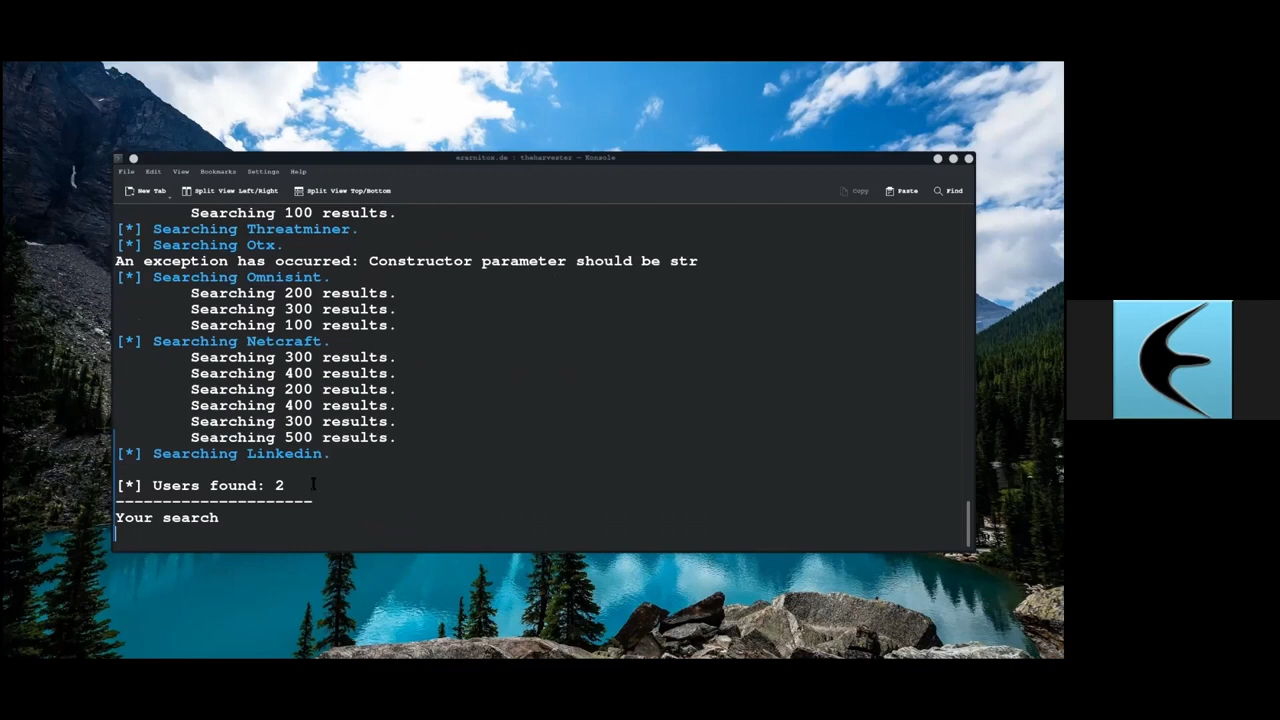 ezarnitos.de : theharvester — Konsole
File Edit View Bookmarks Settings Help
New Tab Split View Left/Right Split View Top/Bottom Copy Paste Find
Searching 100 results.
[*] Searching Threatminer.
[*] Searching Otx.
An exception has occurred: Constructor parameter should be str
[*] Searching Omnisint.
Searching 200 results.
Searching 300 results.
Searching 100 results.
[*] Searching Netcraft.
Searching 300 results.
Searching 400 results.
Searching 200 results.
Searching 400 results.
Searching 300 results.
Searching 500 results.
[*] Searching Linkedin.
[*] Users found: 2
---------------------
Your search